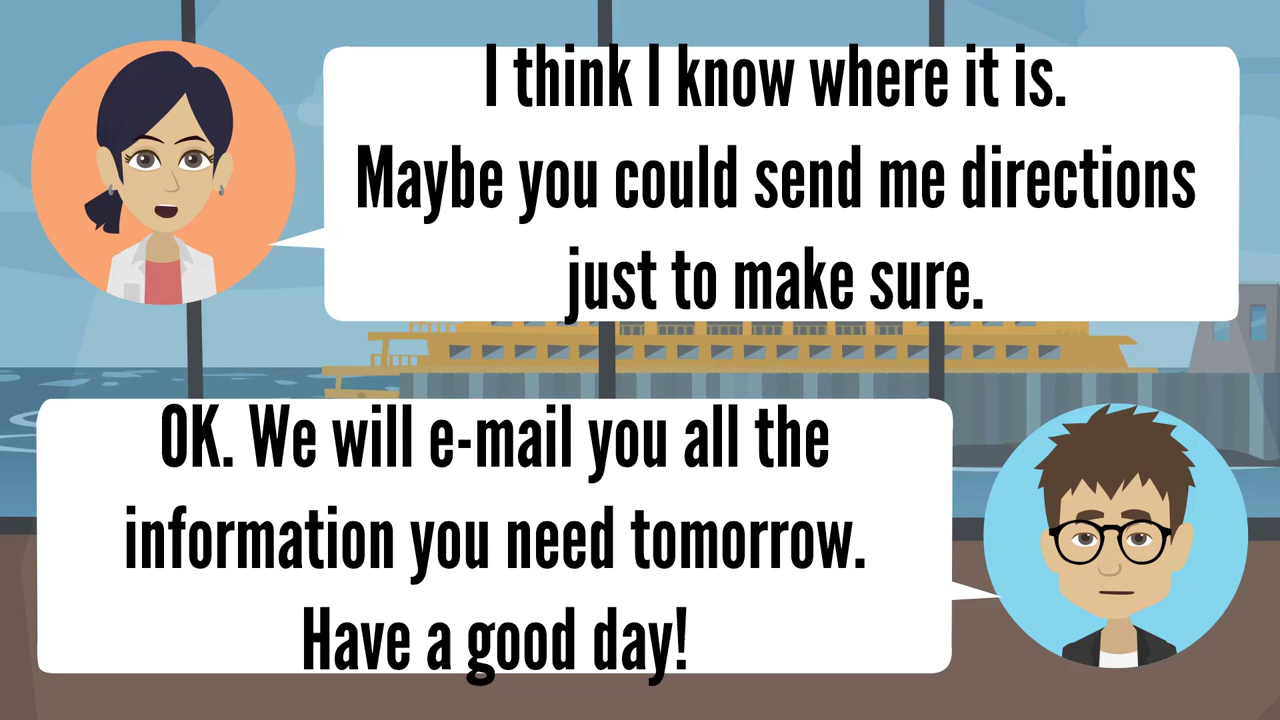 I think I know where it is.
Maybe you could send me directions
just to make sure.
OK. We will e-mail you all the
information you need tomorrow.
Have a good day!